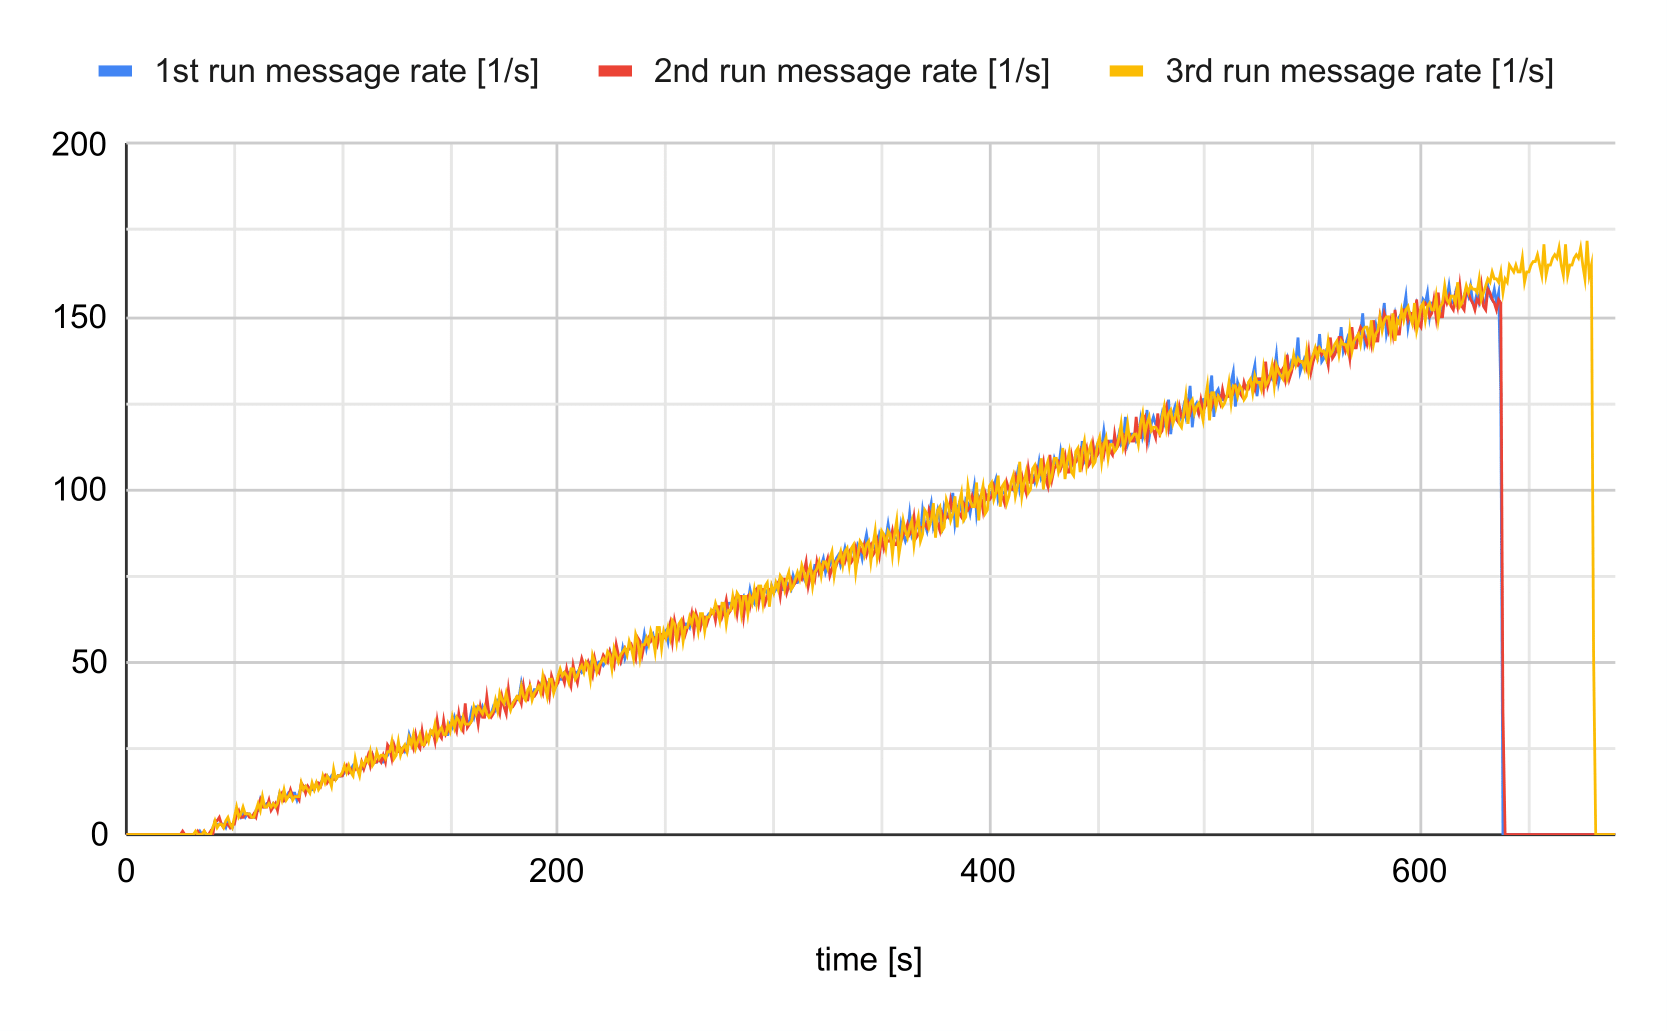 1st run message rate [1/s] 2nd run message rate [1/s] 3rd run message rate [1/s]
200
150
100
50
0
0 200 400 600
time [s]